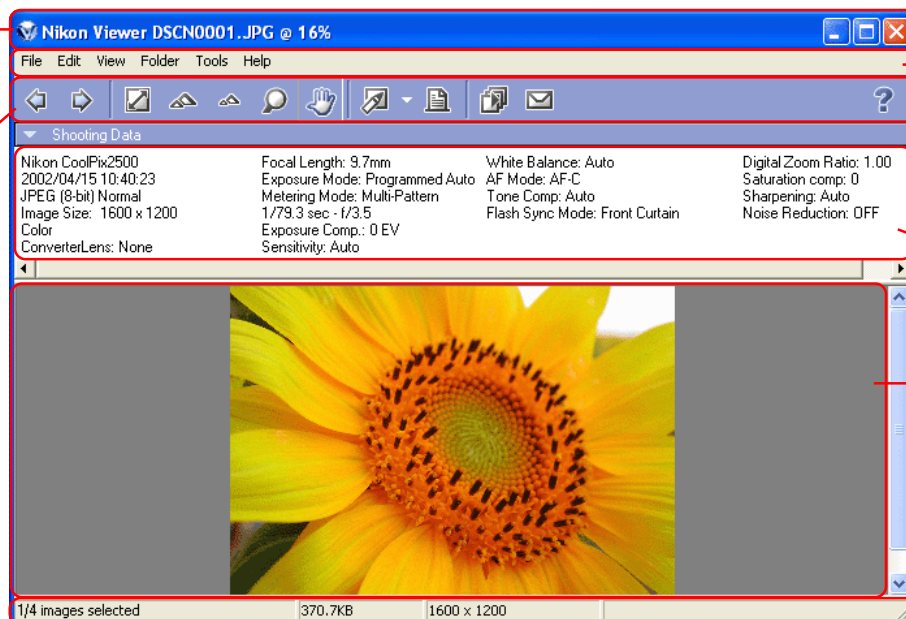 Nikon Viewer DSCN0001.JPG @ 16%
File Edit View Folder Tools Help
?
Shooting Data
Nikon CoolPix2500
2002/04/15 10:40:23
JPEG (8-bit) Normal
Image Size: 1600 x 1200
Color
ConverterLens: None
Focal Length: 9.7mm
Exposure Mode: Programmed Auto
Metering Mode: Multi-Pattern
1/79.3 sec - f/3.5
Exposure Comp.: 0 EV
Sensitivity: Auto
White Balance: Auto
AF Mode: AF-C
Tone Comp: Auto
Flash Sync Mode: Front Curtain
Digital Zoom Ratio: 1.00
Saturation comp: 0
Sharpening: Auto
Noise Reduction: OFF
1/4 images selected 370.7KB 1600 x 1200